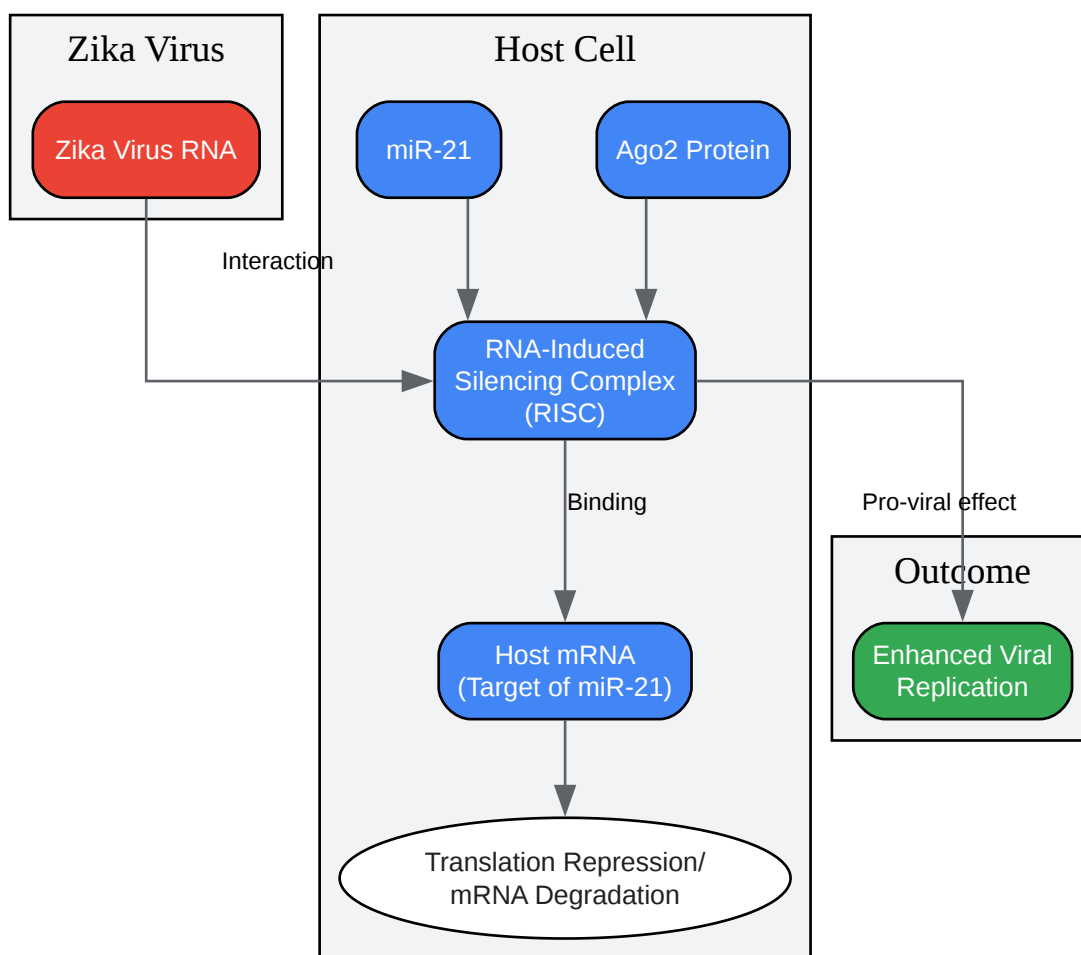 Zika Virus
Host Cell
Zika Virus RNA
miR-21
Ago2 Protein
Interaction
RNA-Induced
Silencing Complex
(RISC)
Binding
Pro-viral effect
Outcome
Host mRNA
(Target of miR-21)
Enhanced Viral
Replication
Translation Repression/
mRNA Degradation